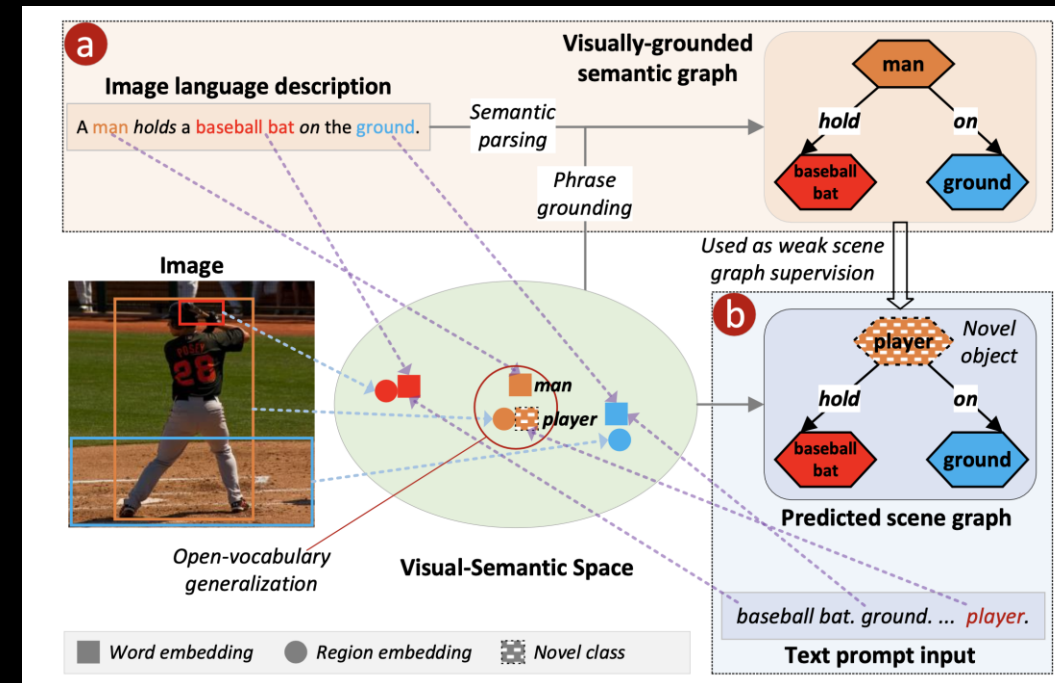 a
Visually-grounded
semantic graph
Image language description
A man holds a baseball bat on the ground.
Semantic
parsing
Phrase
grounding
man
hold
on
baseball
bat
ground
Used as weak scene
graph supervision
Image
POSEY
28
man
player
Open-vocabulary
generalization
Visual-Semantic Space
b
player
Novel
object
hold
on
baseball
bat
ground
Predicted scene graph
baseball bat. ground. ... player.
Text prompt input
Word embedding
Region embedding
Novel class